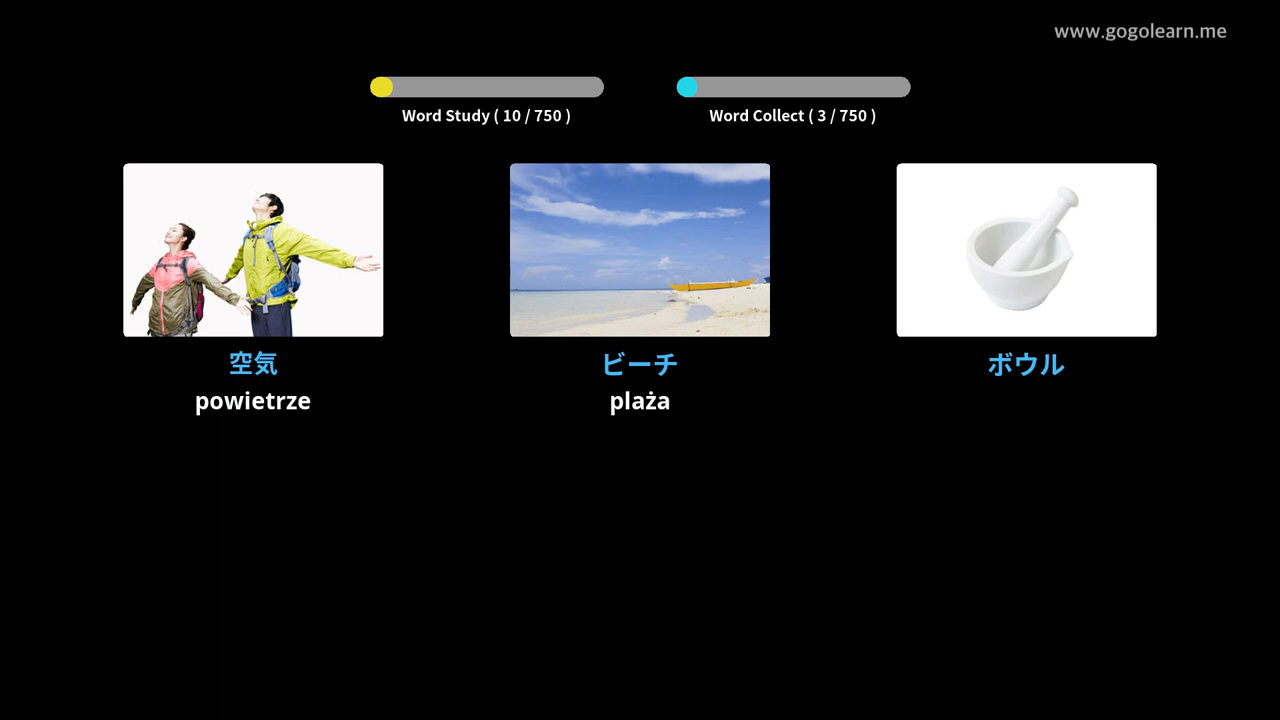 www.gogolearn.me
Word Study ( 10 / 750 )
Word Collect ( 3 / 750 )
空気
powietrze
ビーチ
plaża
ボウル